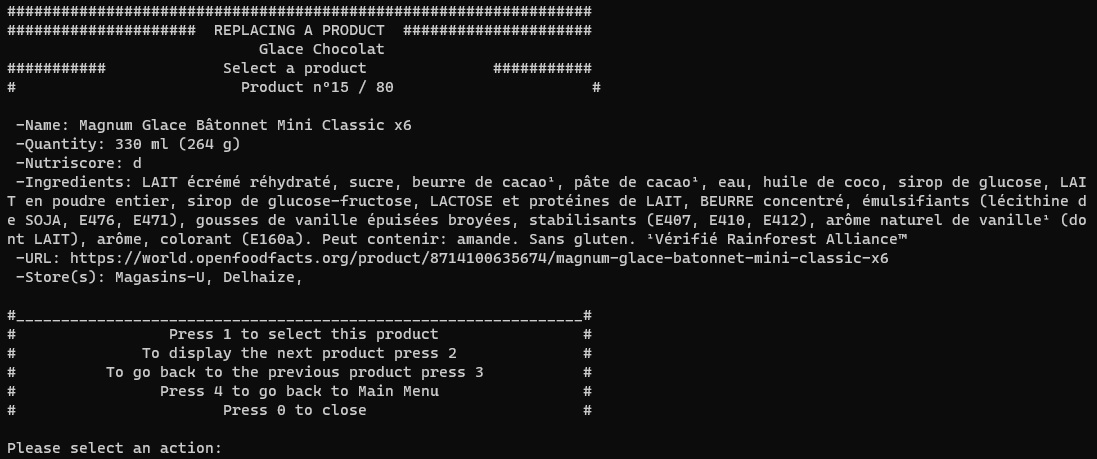 #################################################################
#####################  REPLACING A PRODUCT  #####################
                            Glace Chocolat
###########             Select a product              ###########
#                         Product n°15 / 80                      #

 -Name: Magnum Glace Bâtonnet Mini Classic x6
 -Quantity: 330 ml (264 g)
 -Nutriscore: d
 -Ingredients: LAIT écrémé réhydraté, sucre, beurre de cacao¹, pâte de cacao¹, eau, huile de coco, sirop de glucose, LAI
T en poudre entier, sirop de glucose-fructose, LACTOSE et protéines de LAIT, BEURRE concentré, émulsifiants (lécithine d
e SOJA, E476, E471), gousses de vanille épuisées broyées, stabilisants (E407, E410, E412), arôme naturel de vanille¹ (do
nt LAIT), arôme, colorant (E160a). Peut contenir: amande. Sans gluten. ¹Vérifié Rainforest Alliance™
 -URL: https://world.openfoodfacts.org/product/8714100635674/magnum-glace-batonnet-mini-classic-x6
 -Store(s): Magasins-U, Delhaize,

#_______________________________________________________________#
#                 Press 1 to select this product                #
#              To display the next product press 2              #
#          To go back to the previous product press 3           #
#                Press 4 to go back to Main Menu                #
#                       Press 0 to close                        #

Please select an action: